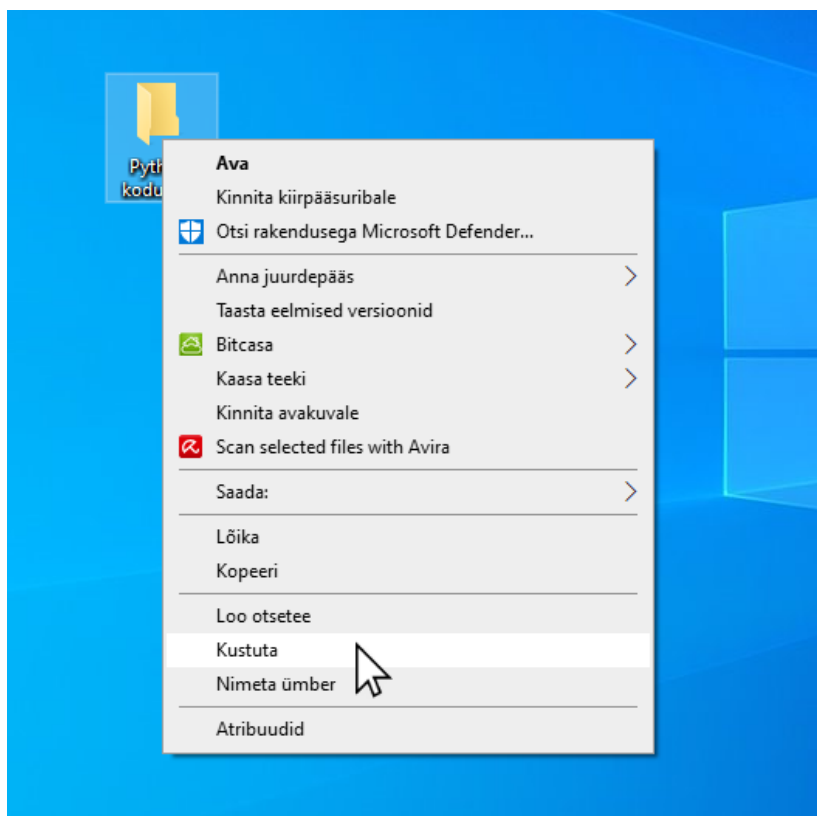 Ava
Kinnita kiirpääsuribale
Otsi rakendusega Microsoft Defender...
Anna juurdepääs
Taasta eelmised versioonid
Bitcasa
Kaasa teeki
Kinnita avakuvale
Scan selected files with Avira
Saada:
Lõika
Kopeeri
Loo otsetee
Kustuta
Nimeta ümber
Atribuudid